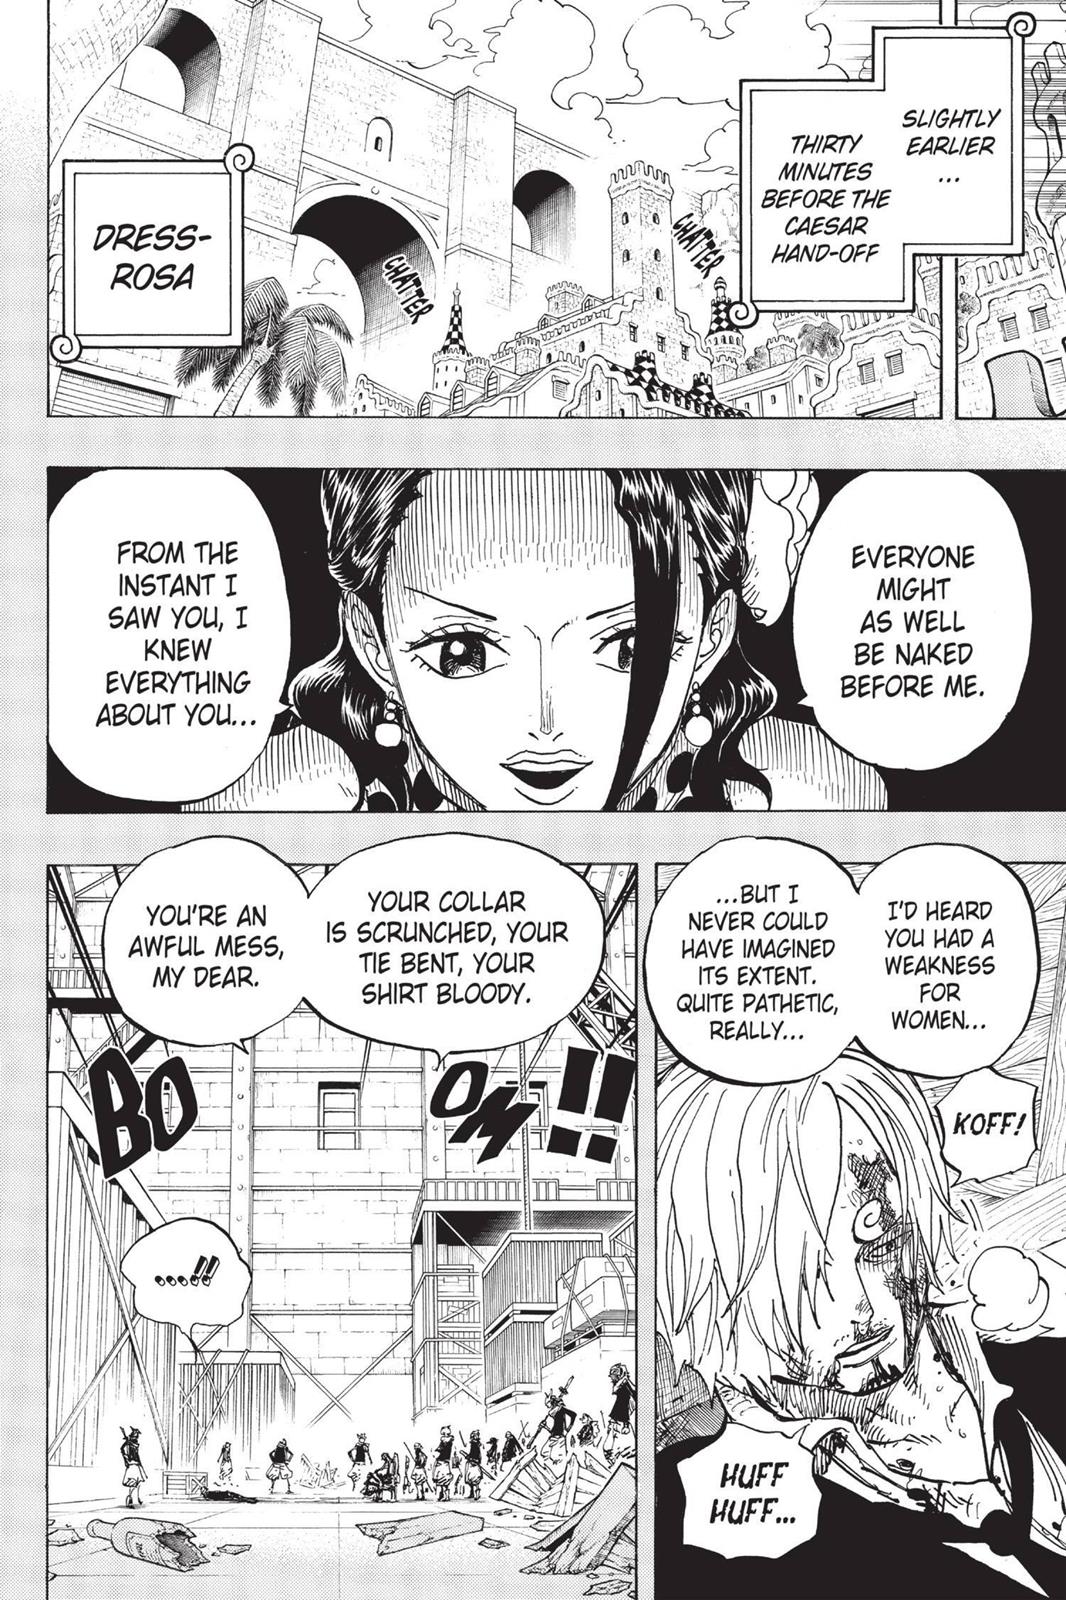 SLIGHTLY
EARLIER
...
THIRTY
MINUTES
BEFORE THE
CAESAR
HAND-OFF
DRESS-
ROSA
CHATTER
CHATTER
EVERYONE
MIGHT
AS WELL
BE NAKED
BEFORE ME.
FROM THE
INSTANT I
SAW YOU, I
KNEW
EVERYTHING
ABOUT YOU...
I'D HEARD
YOU HAD A
WEAKNESS
FOR
WOMEN...
...BUT I
NEVER COULD
HAVE IMAGINED
ITS EXTENT.
QUITE PATHETIC,
REALLY...
KOFF!
HUFF
HUFF...
YOUR COLLAR
IS SCRUNCHED, YOUR
TIE BENT, YOUR
SHIRT BLOODY.
YOU'RE AN
AWFUL MESS,
MY DEAR.
BOOM!!
....!!